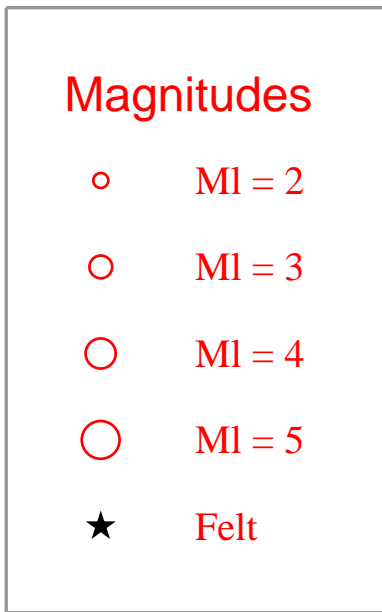 Magnitudes
Ml = 2
Ml = 3
Ml = 4
Ml = 5
Felt